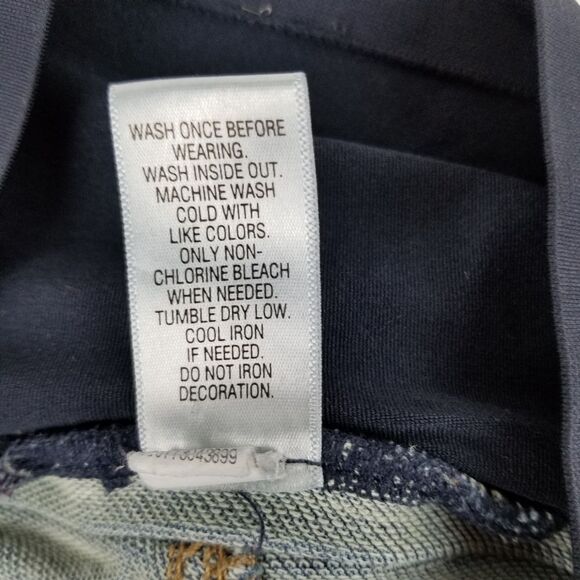 WASH ONCE BEFORE
WEARING.
WASH INSIDE OUT.
MACHINE WASH
COLD WITH
LIKE COLORS.
ONLY NON-
CHLORINE BLEACH
WHEN NEEDED.
TUMBLE DRY LOW.
COOL IRON
IF NEEDED.
DO NOT IRON
DECORATION.